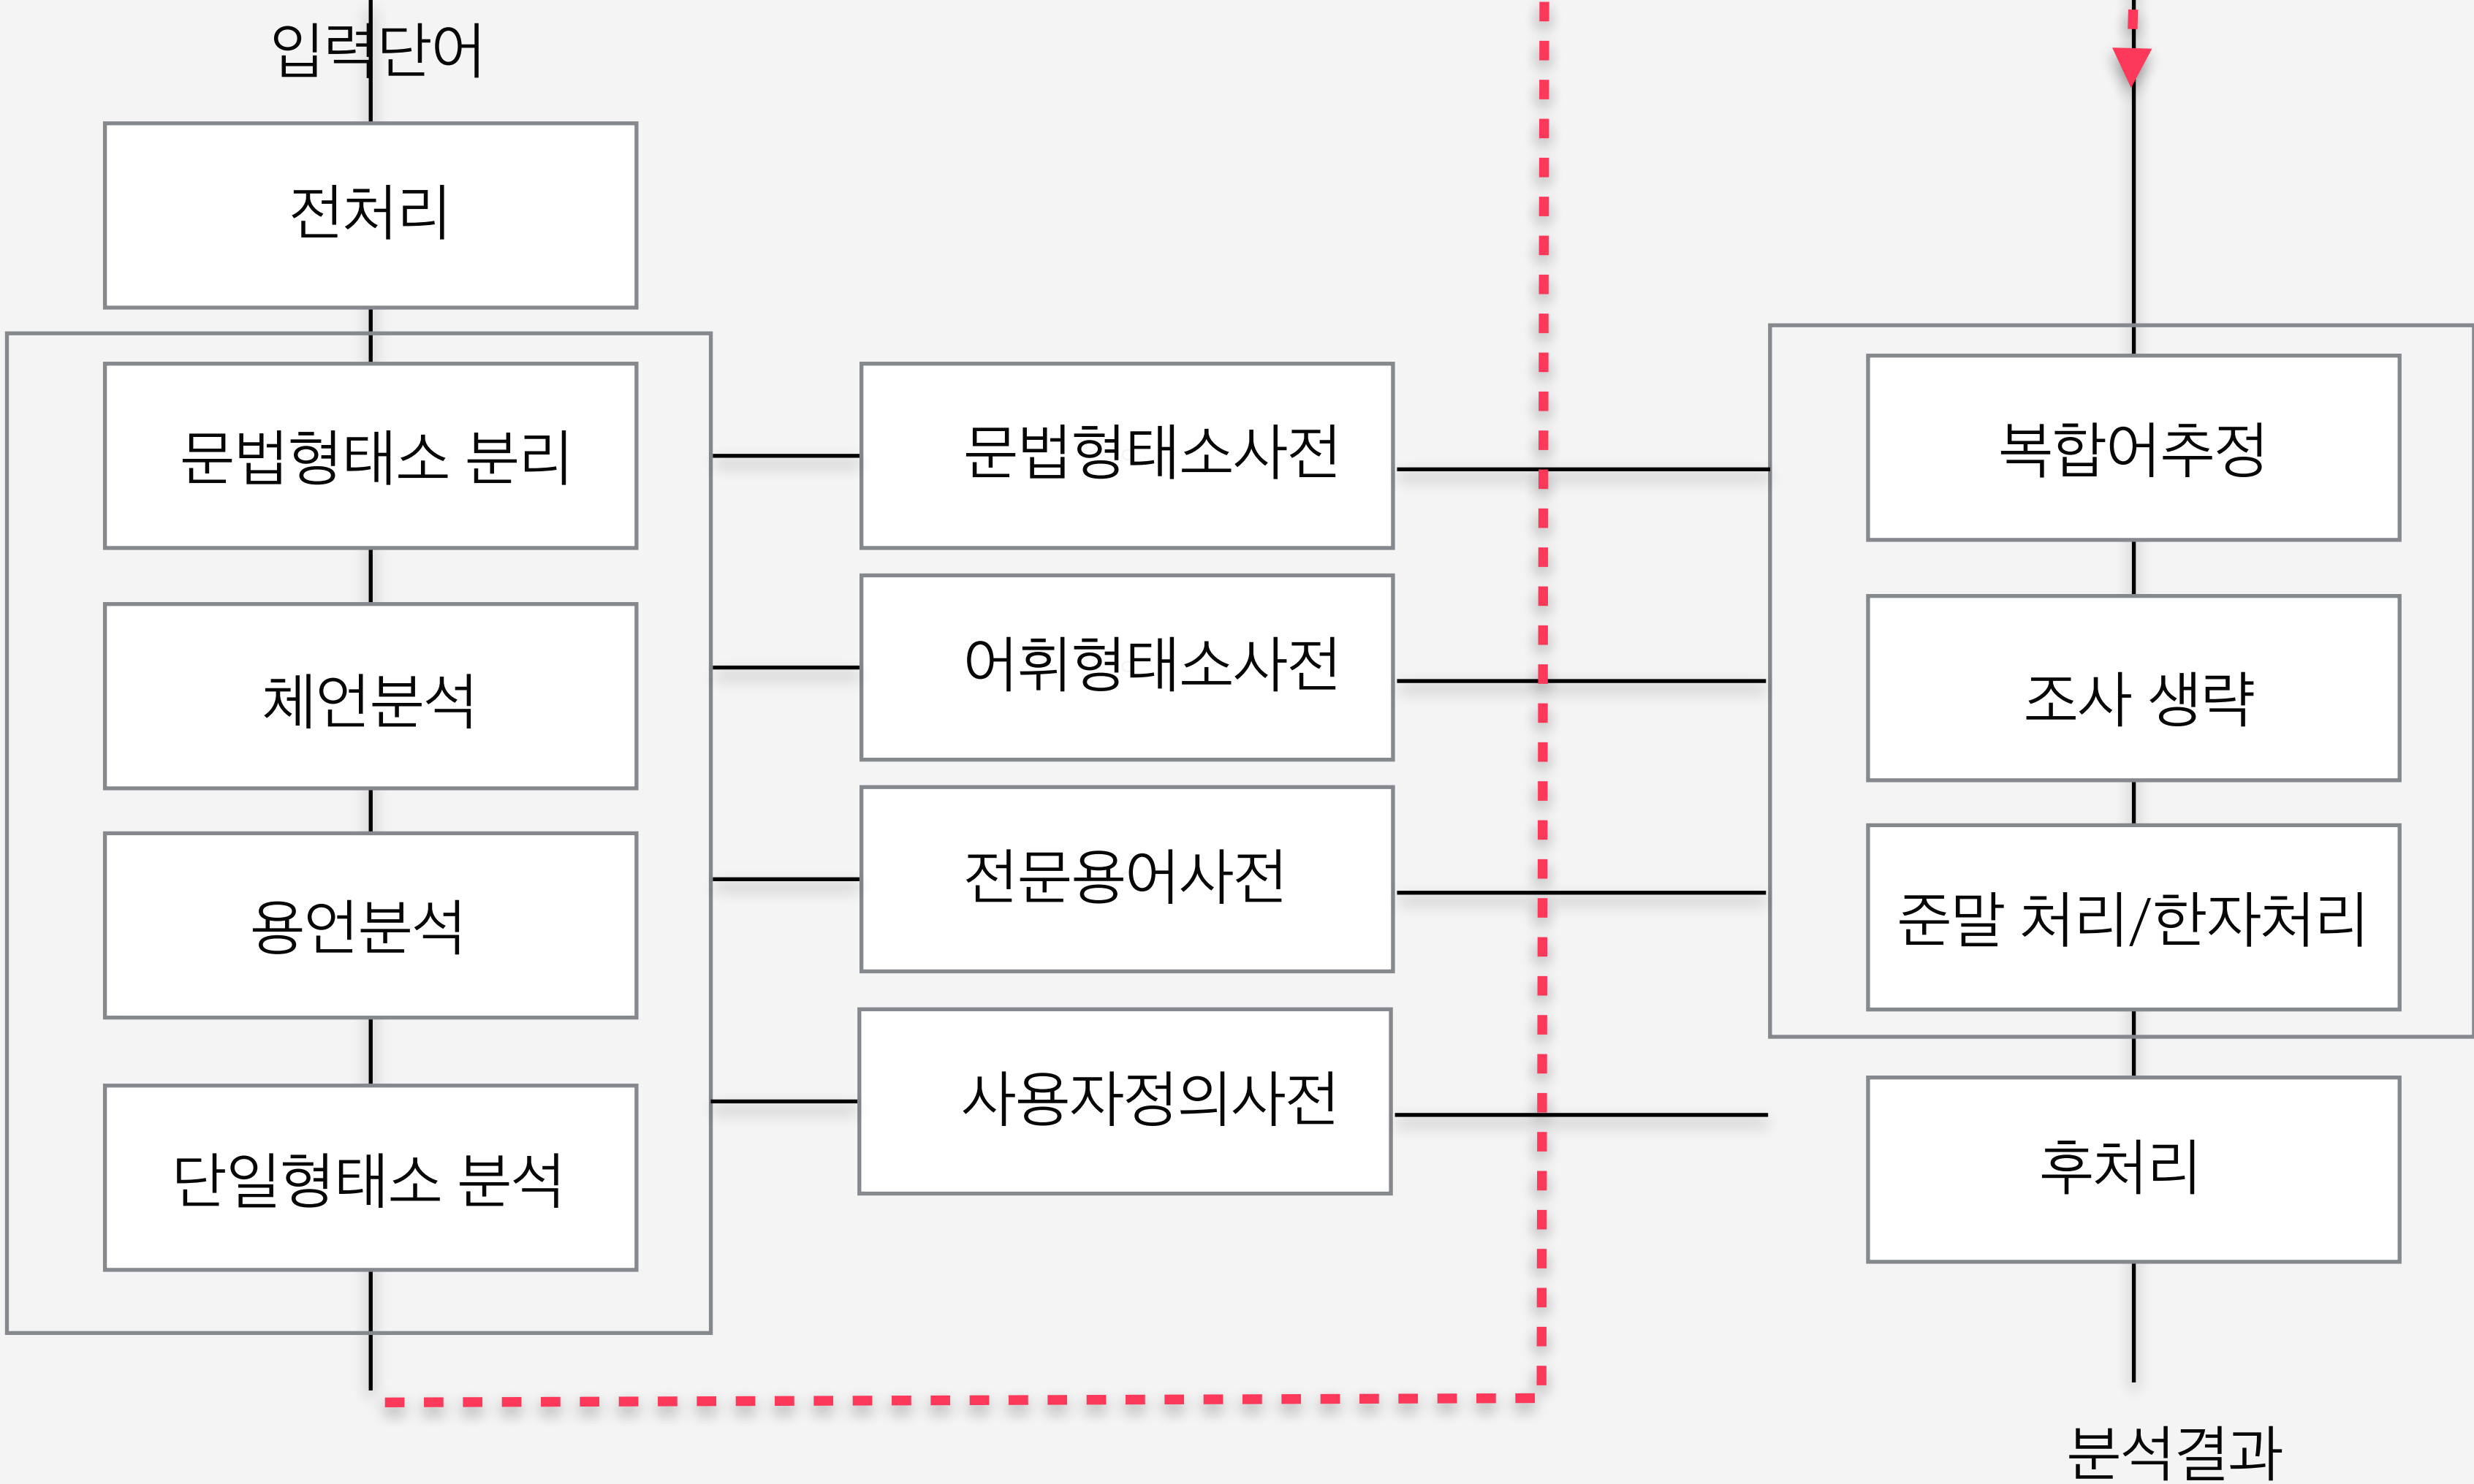 입력단어
전처리
문법형태소 분리
체언분석
용언분석
단일형태소 분석
문법형태소사전
어휘형태소사전
전문용어사전
사용자정의사전
복합어추정
조사 생략
준말 처리/한자처리
후처리
분석결과